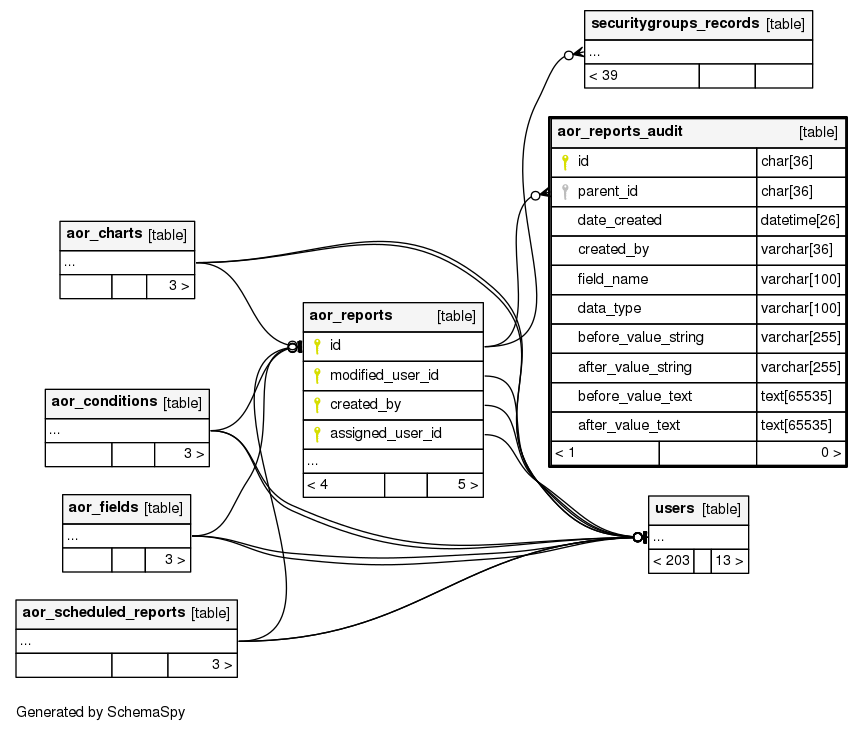 securitygroups_records [table]
...
< 39
aor_reports_audit [table]
id char[36]
parent_id char[36]
date_created datetime[26]
created_by varchar[36]
field_name varchar[100]
data_type varchar[100]
before_value_string varchar[255]
after_value_string varchar[255]
before_value_text text[65535]
after_value_text text[65535]
< 1 0 >
aor_charts [table]
...
3 >
aor_reports [table]
id
modified_user_id
created_by
assigned_user_id
...
< 4 5 >
aor_conditions [table]
...
3 >
aor_fields [table]
...
3 >
users [table]
...
< 203 13 >
aor_scheduled_reports [table]
...
3 >
Generated by SchemaSpy